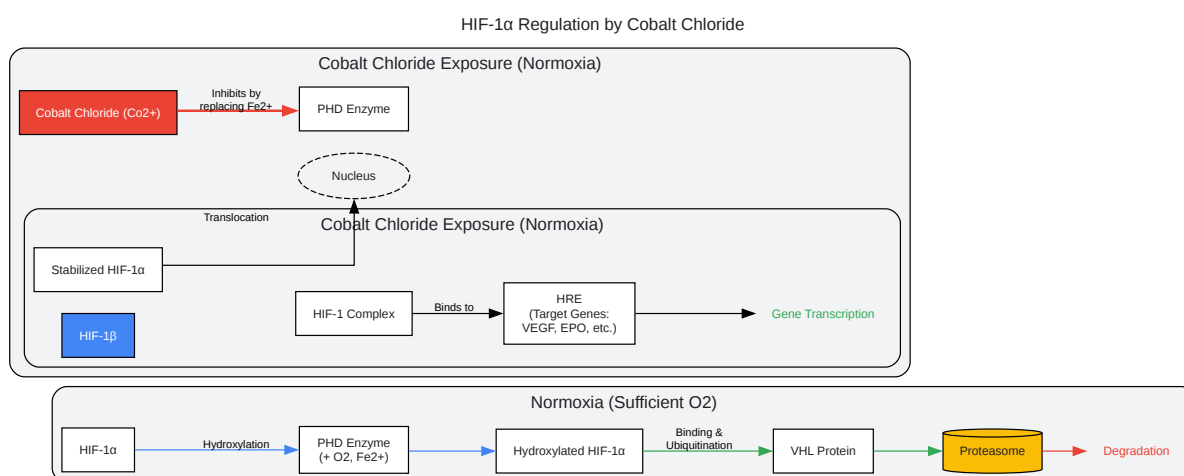 HIF-1α Regulation by Cobalt Chloride
Cobalt Chloride Exposure (Normoxia)
Cobalt Chloride (Co2+)
Inhibits by
replacing Fe2+
PHD Enzyme
Nucleus
Translocation
Cobalt Chloride Exposure (Normoxia)
Stabilized HIF-1α
HIF-1β
HIF-1 Complex
Binds to
HRE
(Target Genes:
VEGF, EPO, etc.)
Gene Transcription
Normoxia (Sufficient O2)
HIF-1α
Hydroxylation
PHD Enzyme
(+ O2, Fe2+)
Hydroxylated HIF-1α
Binding &
Ubiquitination
VHL Protein
Proteasome
Degradation